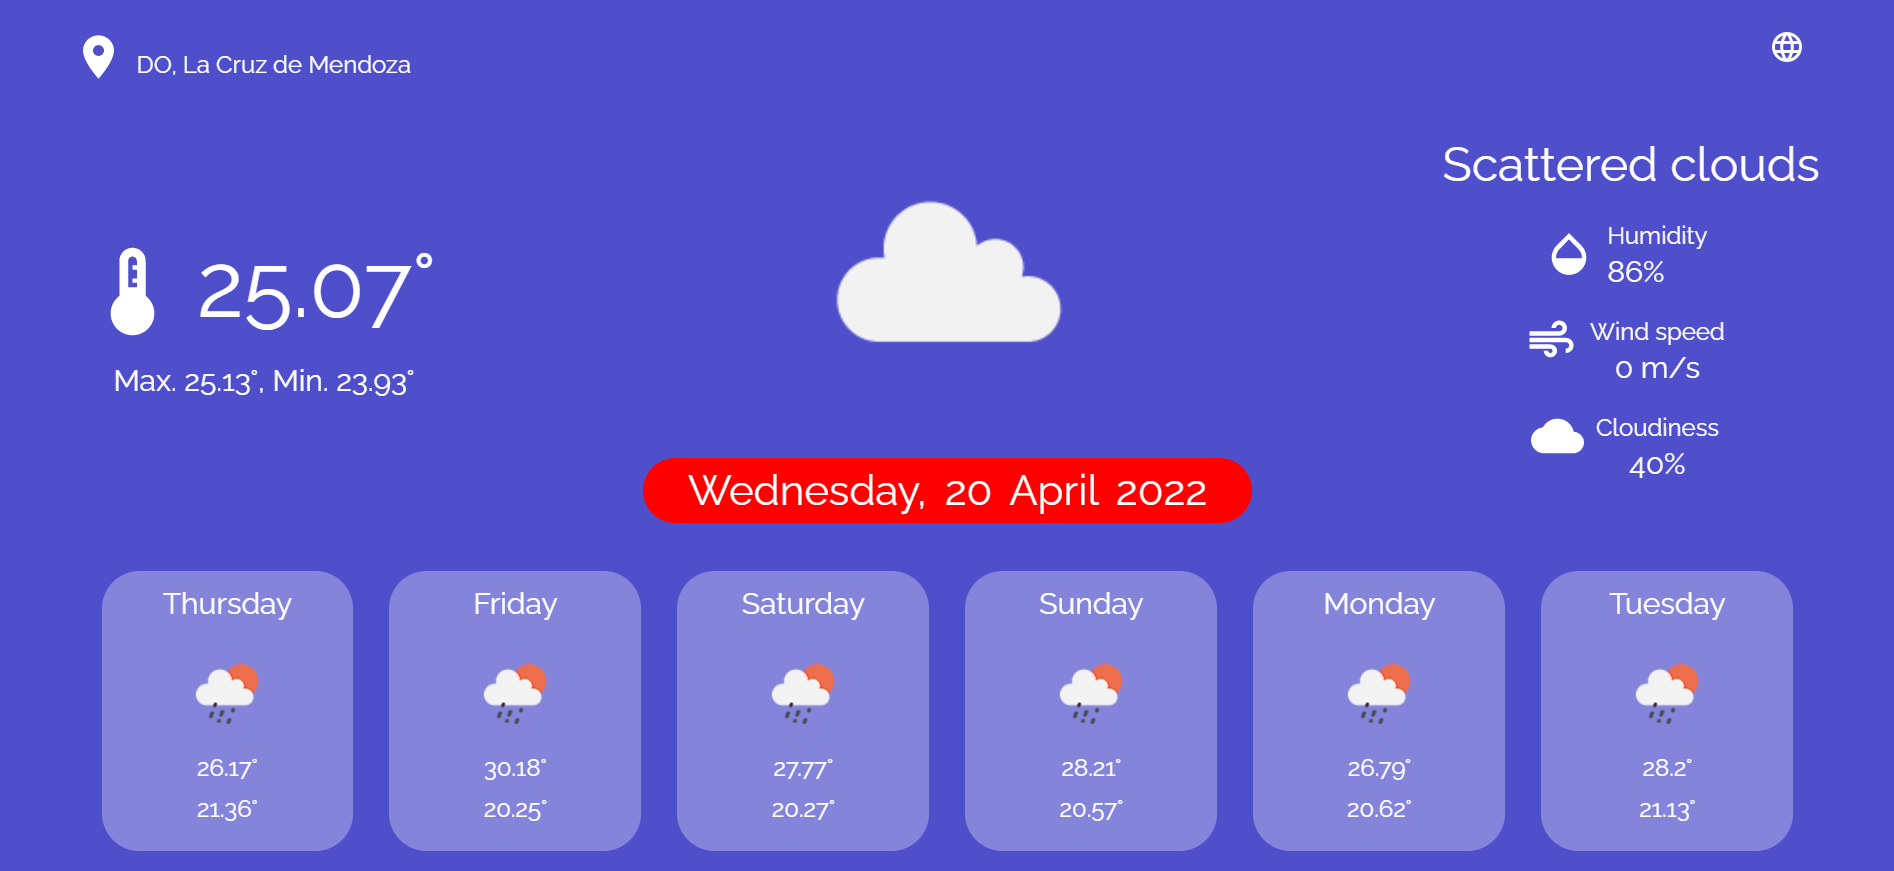 DO, La Cruz de Mendoza
25.07°
Max. 25.13°, Min. 23.93°
Scattered clouds
Humidity
86%
Wind speed
0 m/s
Cloudiness
40%
Wednesday, 20 April 2022
Thursday
26.17°
21.36°
Friday
30.18°
20.25°
Saturday
27.77°
20.27°
Sunday
28.21°
20.57°
Monday
26.79°
20.62°
Tuesday
28.2°
21.13°